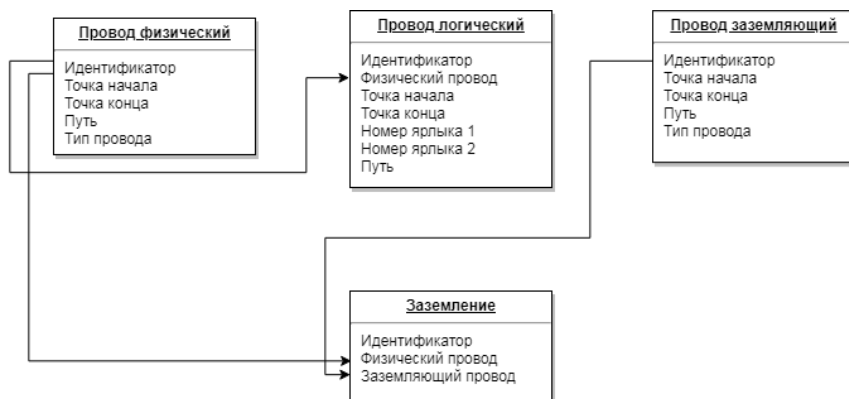 Провод физический
Идентификатор
Точка начала
Точка конца
Путь
Тип провода
Провод логический
Идентификатор
Физический провод
Точка начала
Точка конца
Номер ярлыка 1
Номер ярлыка 2
Путь
Провод заземляющий
Идентификатор
Точка начала
Точка конца
Путь
Тип провода
Заземление
Идентификатор
Физический провод
Заземляющий провод